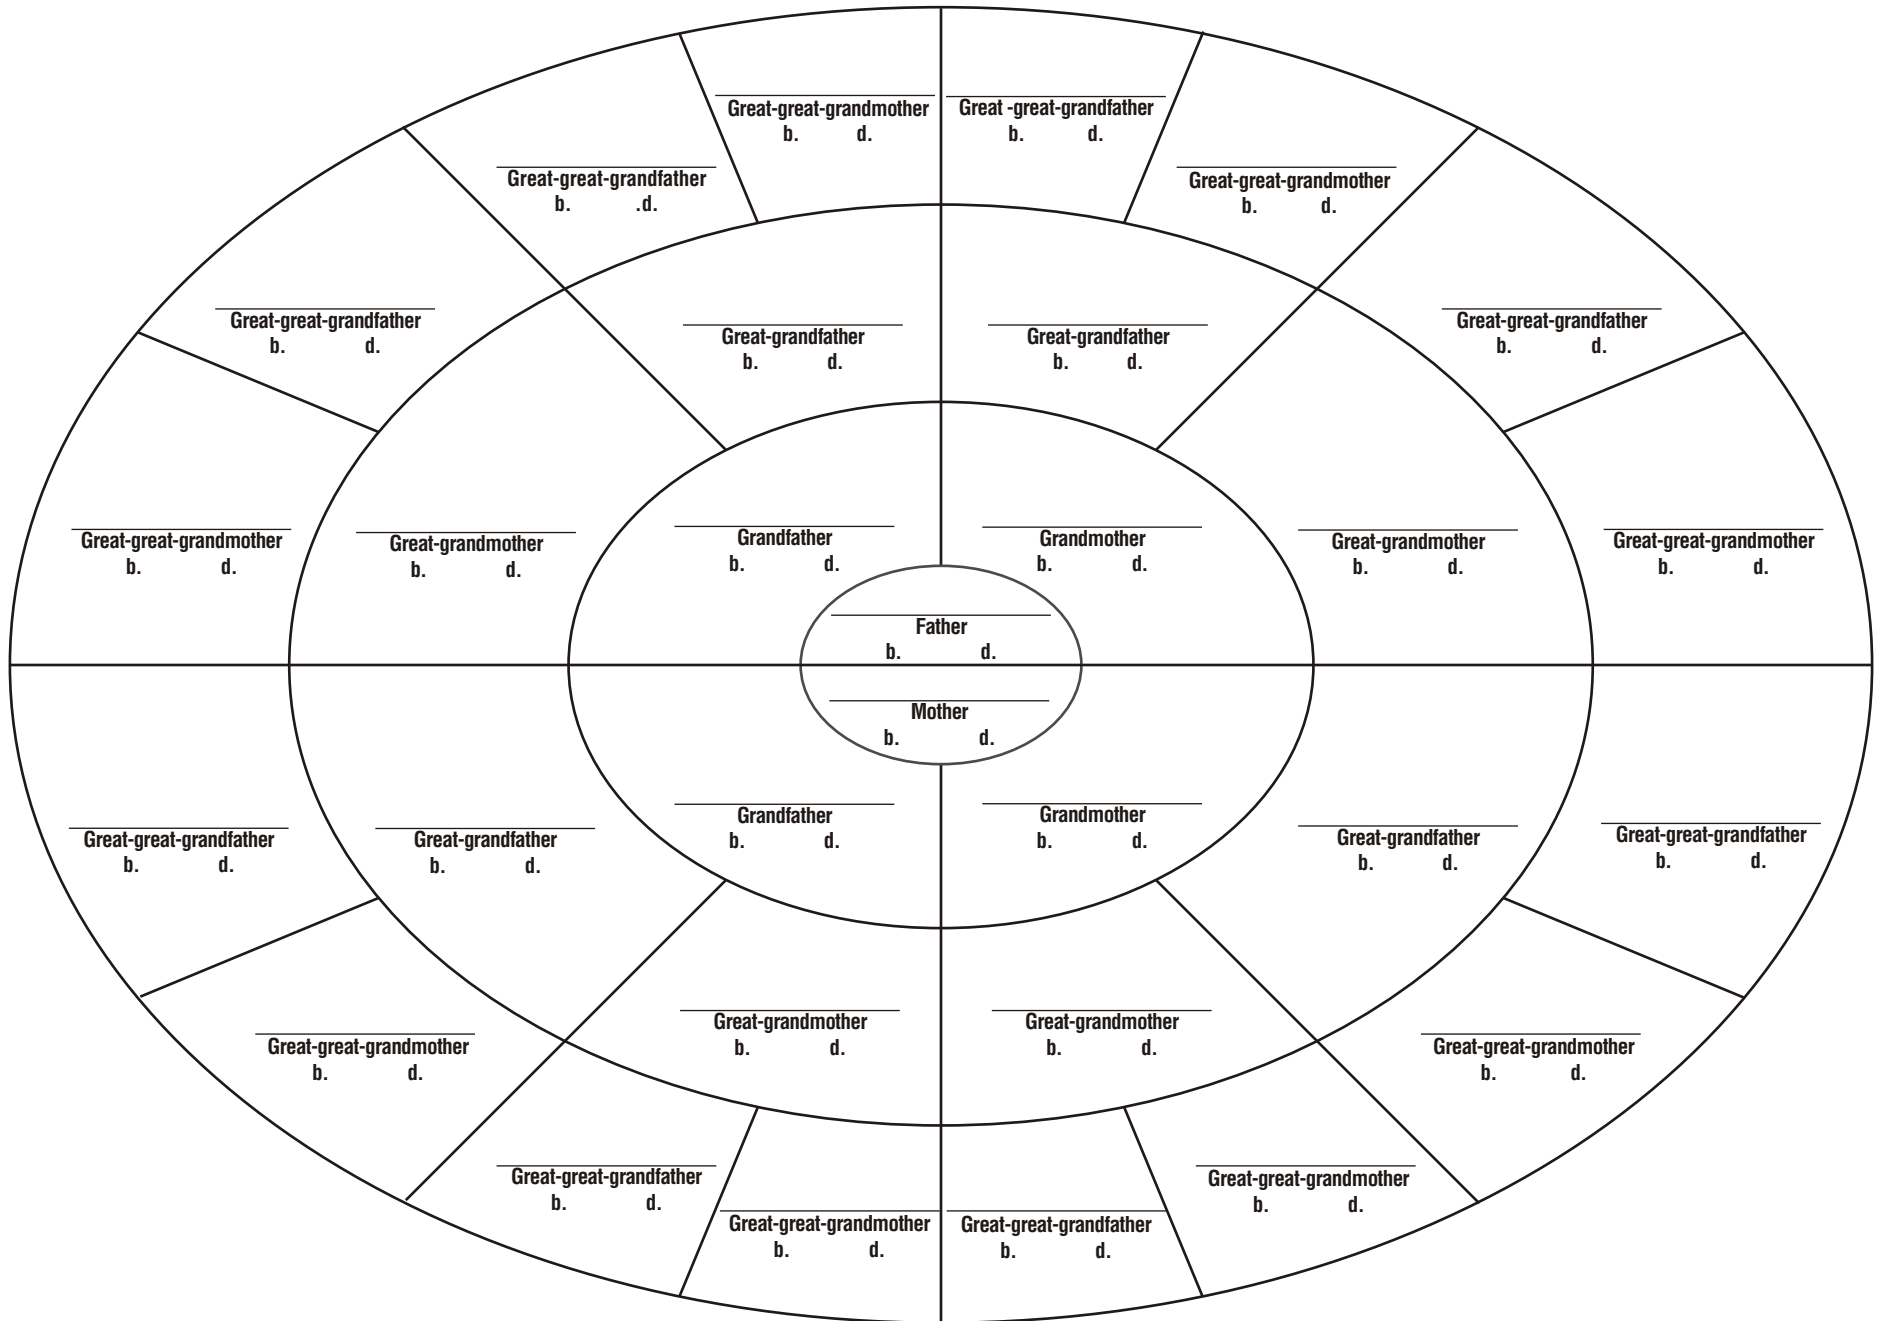 Great-great-grandmother
b. d.
Great -great-grandfather
b. d.
Great-great-grandfather
b. .d.
Great-great-grandmother
b. d.
Great-great-grandfather
b. d.
Great-grandfather
b. d.
Great-grandfather
b. d.
Great-great-grandfather
b. d.
Great-great-grandmother
b. d.
Great-grandmother
b. d.
Grandfather
b. d.
Grandmother
b. d.
Great-grandmother
b. d.
Great-great-grandmother
b. d.
Father
b. d.
Mother
b. d.
Great-great-grandfather
b. d.
Great-grandfather
b. d.
Grandfather
b. d.
Grandmother
b. d.
Great-grandfather
b. d.
Great-great-grandfather
b. d.
Great-great-grandmother
b. d.
Great-grandmother
b. d.
Great-grandmother
b. d.
Great-great-grandmother
b. d.
Great-great-grandfather
b. d.
Great-great-grandmother
b. d.
Great-great-grandfather
b. d.
Great-great-grandmother
b. d.